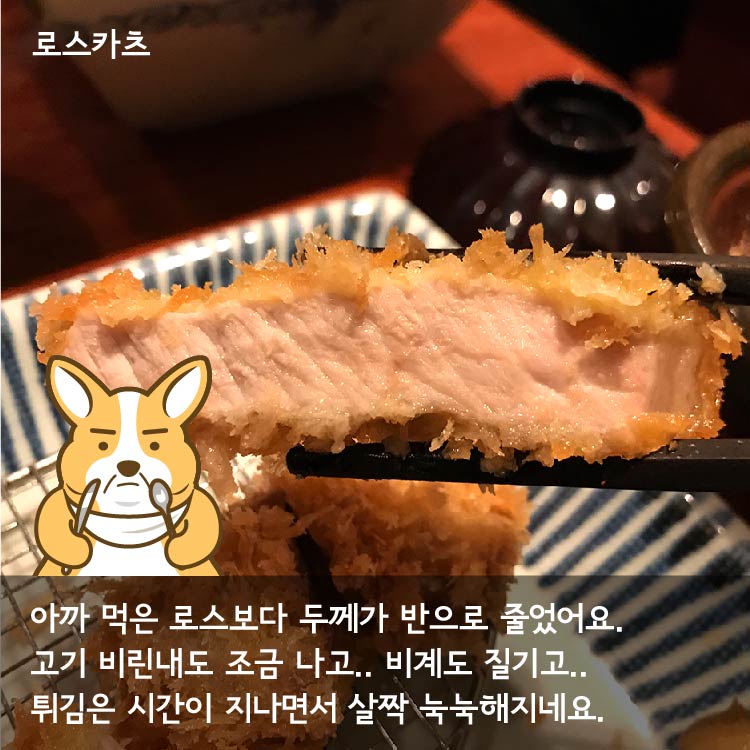 로스카츠
아까 먹은 로스보다 두께가 반으로 줄었어요.
고기 비린내도 조금 나고.. 비계도 질기고..
튀김은 시간이 지나면서 살짝 눅눅해지네요.